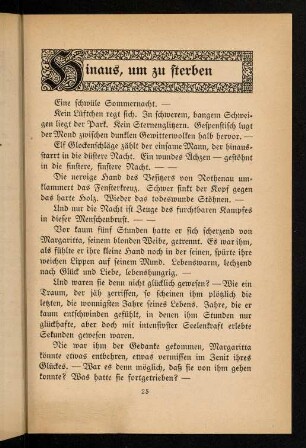 Hinaus, um zu sterben
Eine schwüle Sommernacht. —
Kein Lüftchen regt sich. In schwerem, bangem Schwei-
gen liegt der Park. Kein Sternenglitzern. Gespenstisch lugt
der Mond zwischen dunklen Gewitterwolken halb hervor. —
Elf Glockenschläge zählt der einsame Mann, der hinaus-
starrt in die düstere Nacht. Ein wundes Ächzen — gestöhnt
in die finstere, finstere Nacht. —
Die nervige Hand des Besitzers von Rothenau um-
klammert das Fensterkreuz. Schwer sinkt der Kopf gegen
das harte Holz. Wieder das todeswunde Stöhnen.
Und nur die Nacht ist Zeuge des furchtbaren Kampfes
in dieser Menschenbrust. —
Vor kaum fünf Stunden hatte er sich scherzend von
Margaritta, seinem blonden Weibe, getrennt. Es war ihm,
als fühlte er ihre kleine Hand noch in der seinen, spürte ihre
weichen Lippen auf seinem Munde. Lebenswarm, lechzend
nach Glück und Liebe, lebenshungrig. —
Und waren sie denn nicht glücklich gewesen? — Wie ein
Traum, der jäh zerriffen, so scheinen ihm plötzlich die
letzten, die wonnigsten Jahre seines Lebens. Jahre, die er
kaum entschwinden gefühlt, in denen ihm Stunden nur
glückhafte, aber doch mit intensivster Seelenkraft erlebte
Sekunden gewesen waren.
Nie war ihm der Gedanke gekommen, Margaritta
könnte etwas entbehren, etwas vermissen im Zenit ihres
Glückes. — War es denn möglich, daß sie von ihm gehen
konnte? Was hatte sie fortgetrieben? —
23